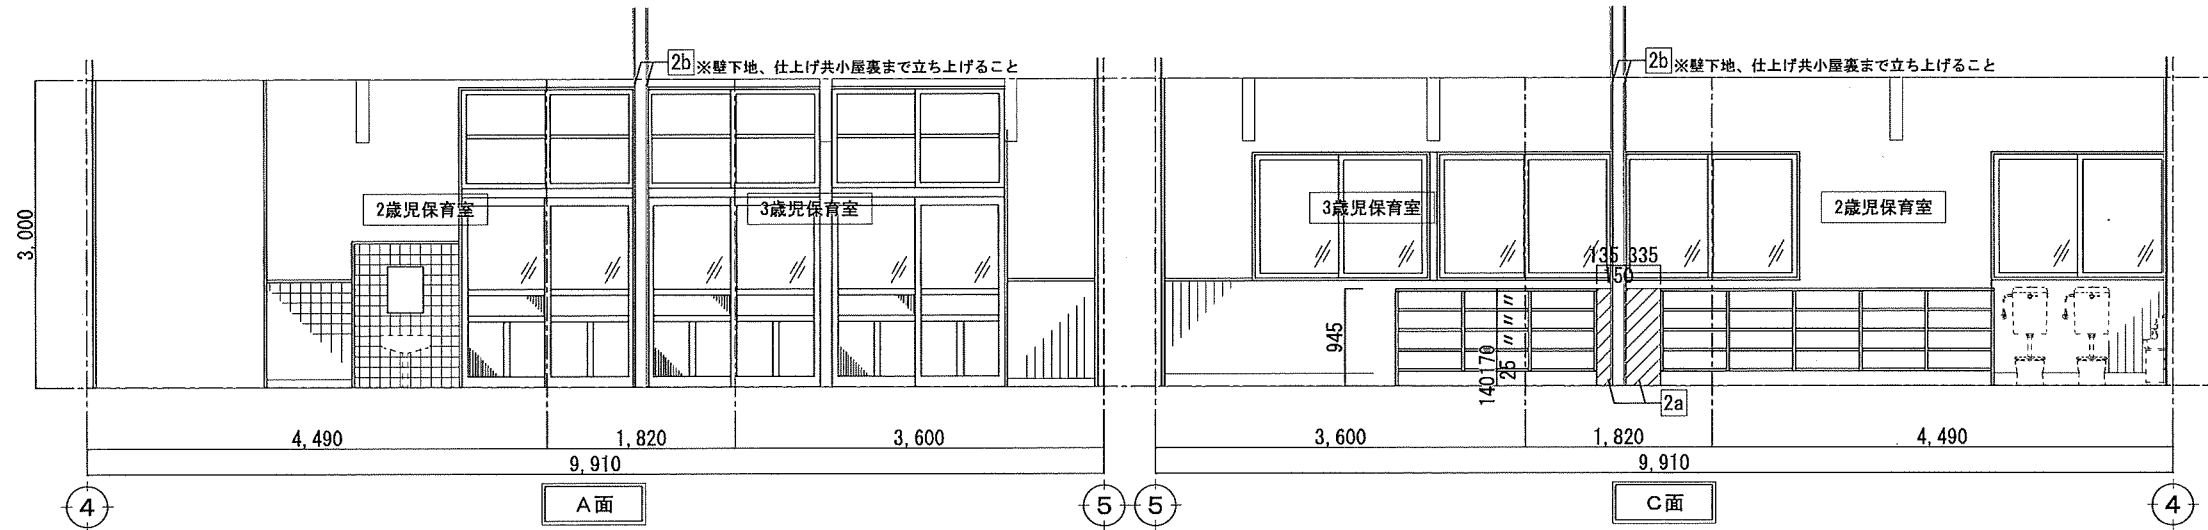 2b ※壁下地、仕上げ共小屋裏まで立ち上げること
2b ※壁下地、仕上げ共小屋裏まで立ち上げること
3,000
2歳児保育室
3歳児保育室
3歳児保育室
2歳児保育室
135 335
150
945
140 170
25 〃 〃 〃
2a
4,490
1,820
3,600
3,600
1,820
4,490
9,910
9,910
4
A面
5
5
C面
4